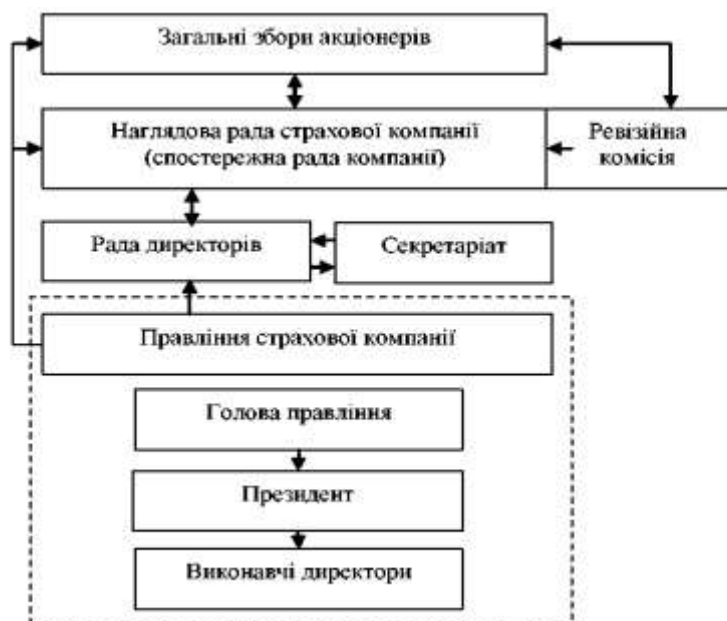 Загальні збори акціонерів
Наглядова рада страхової компанії
(спостережна рада компанії)
Ревізійна
комісія
Рада директорів
Секретаріат
Правління страхової компанії
Голова правління
Президент
Виконавчі директори